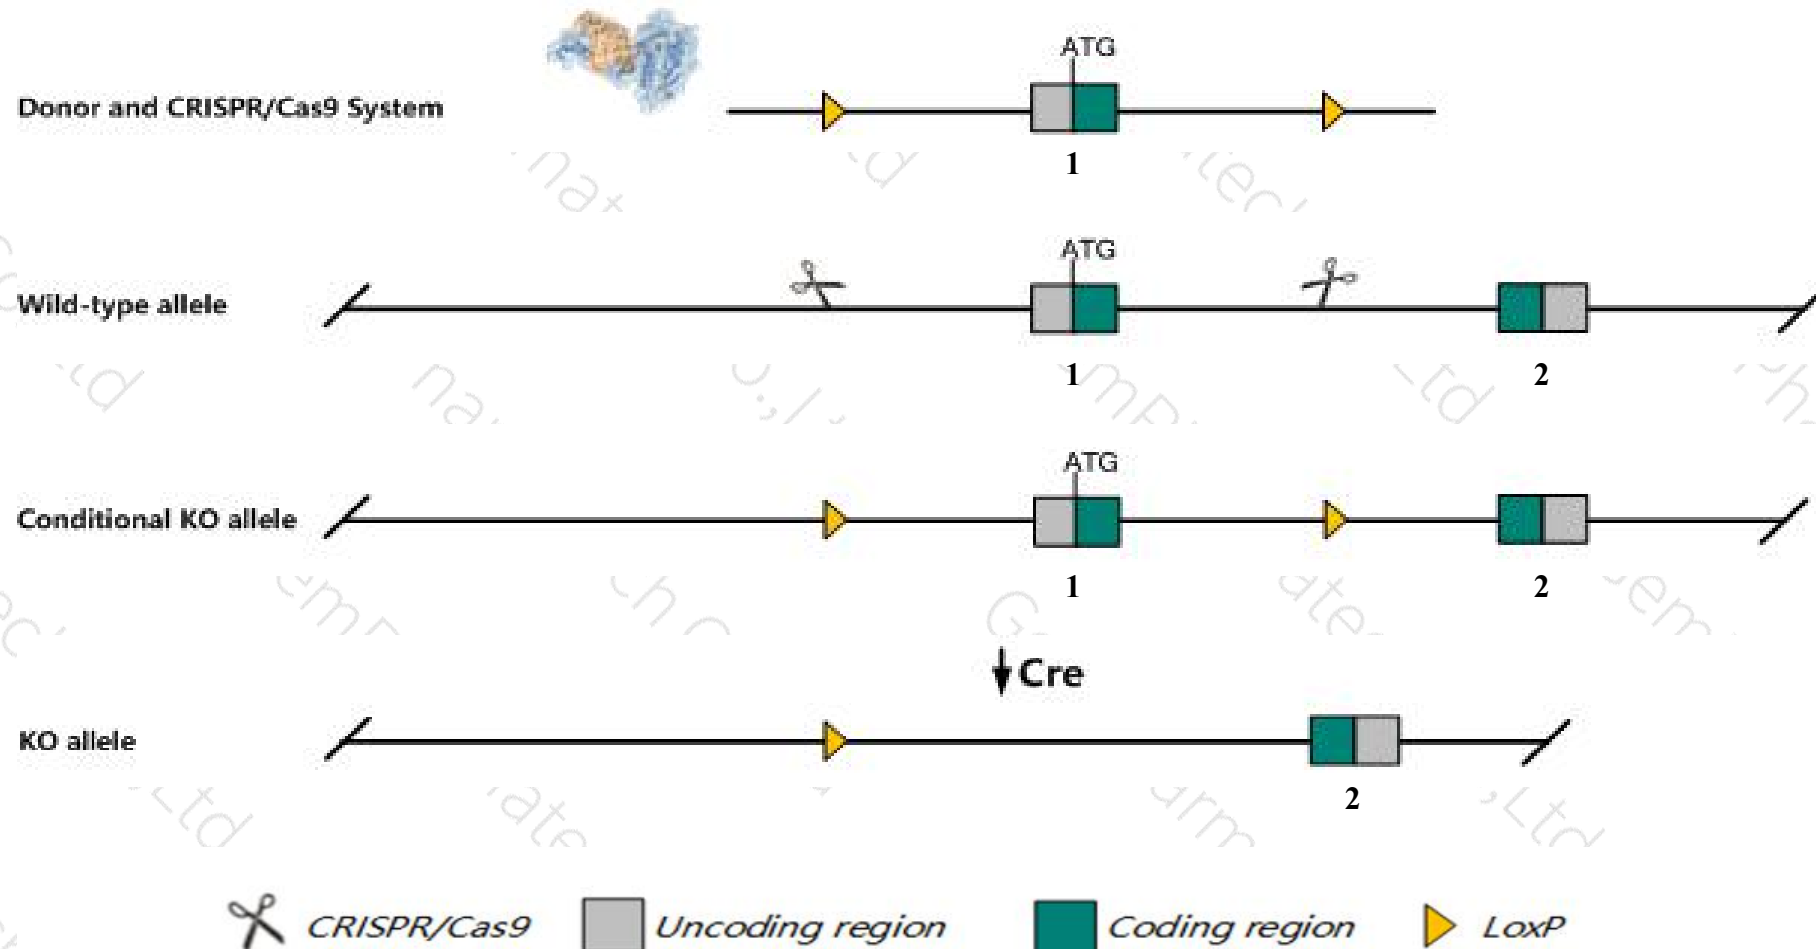 ATG
Donor and CRISPR/Cas9 System
1
ATG
Wild-type allele
1 2
ATG
Conditional KO allele
1 2
Cre
KO allele
2
CRISPR/Cas9 Uncoding region Coding region LoxP